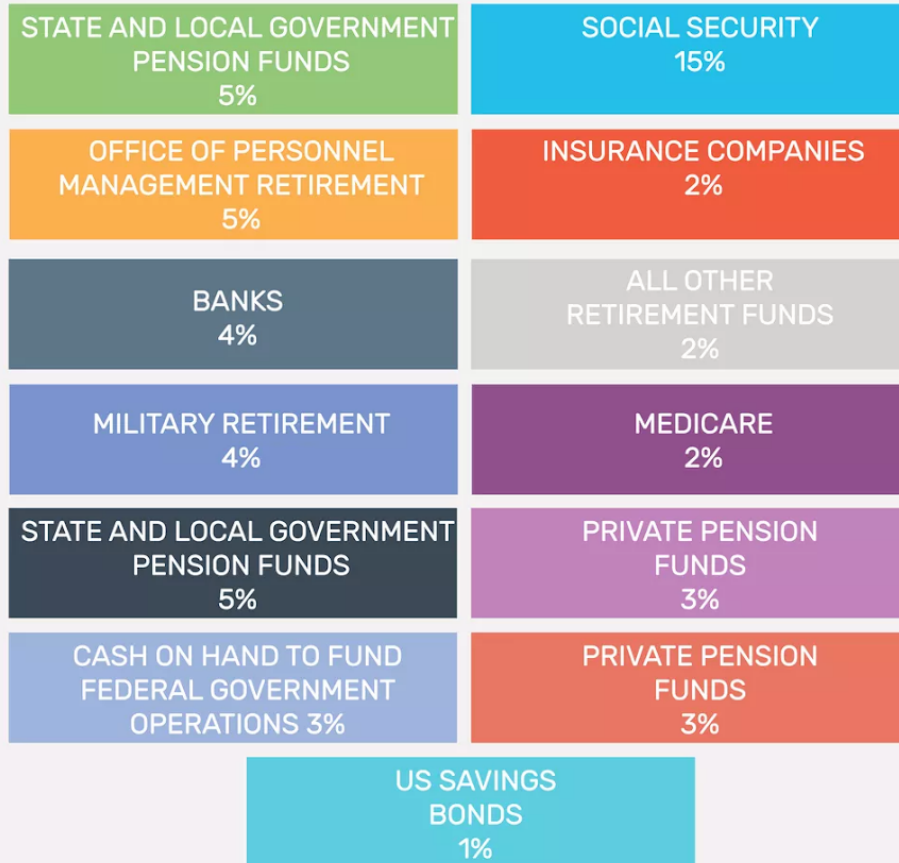 STATE AND LOCAL GOVERNMENT
PENSION FUNDS
5%
SOCIAL SECURITY
15%
OFFICE OF PERSONNEL
MANAGEMENT RETIREMENT
5%
INSURANCE COMPANIES
2%
BANKS
4%
ALL OTHER
RETIREMENT FUNDS
2%
MILITARY RETIREMENT
4%
MEDICARE
2%
STATE AND LOCAL GOVERNMENT
PENSION FUNDS
5%
PRIVATE PENSION
FUNDS
3%
CASH ON HAND TO FUND
FEDERAL GOVERNMENT
OPERATIONS 3%
PRIVATE PENSION
FUNDS
3%
US SAVINGS
BONDS
1%